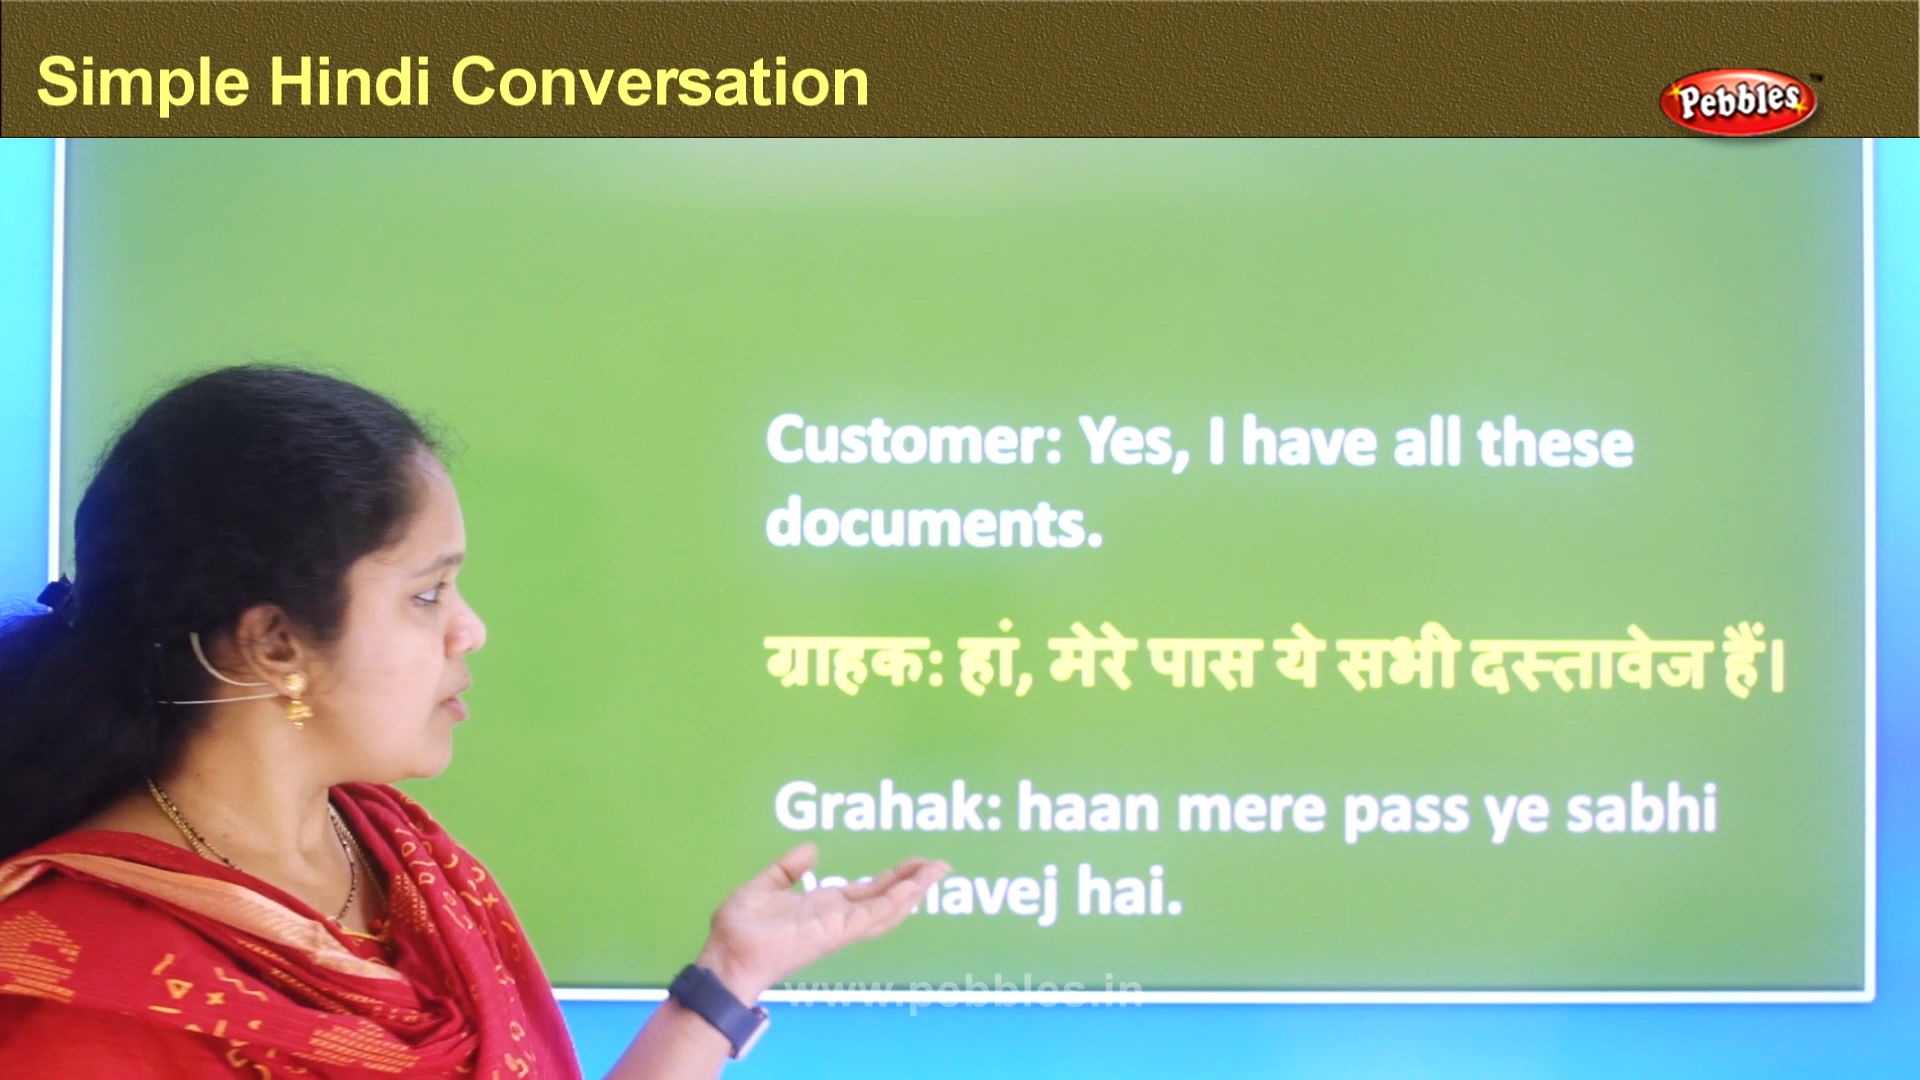 Simple Hindi Conversation
Pebbles
Customer: Yes, I have all these
documents.
ग्राहक: हां, मेरे पास ये सभी दस्तावेज हैं।
Grahak: haan mere pass ye sabhi
hai.
www.pebbles.in